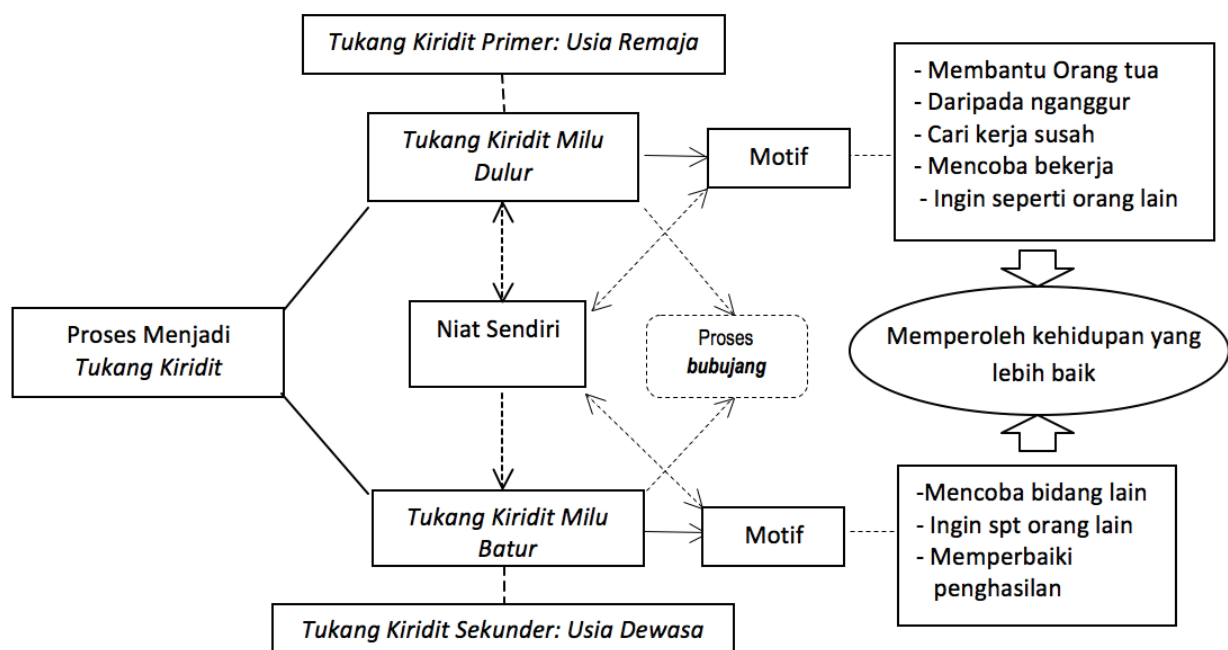 Tukang Kiridit Primer: Usia Remaja
Tukang Kiridit Milu
Dulur
Motif
- Membantu Orang tua
- Daripada nganggur
- Cari kerja susah
- Mencoba bekerja
- Ingin seperti orang lain
Proses Menjadi
Tukang Kiridit
Niat Sendiri
Proses
bubujang
Memperoleh kehidupan yang
lebih baik
Tukang Kiridit Milu
Batur
Motif
-Mencoba bidang lain
- Ingin spt orang lain
- Memperbaiki
penghasilan
Tukang Kiridit Sekunder: Usia Dewasa